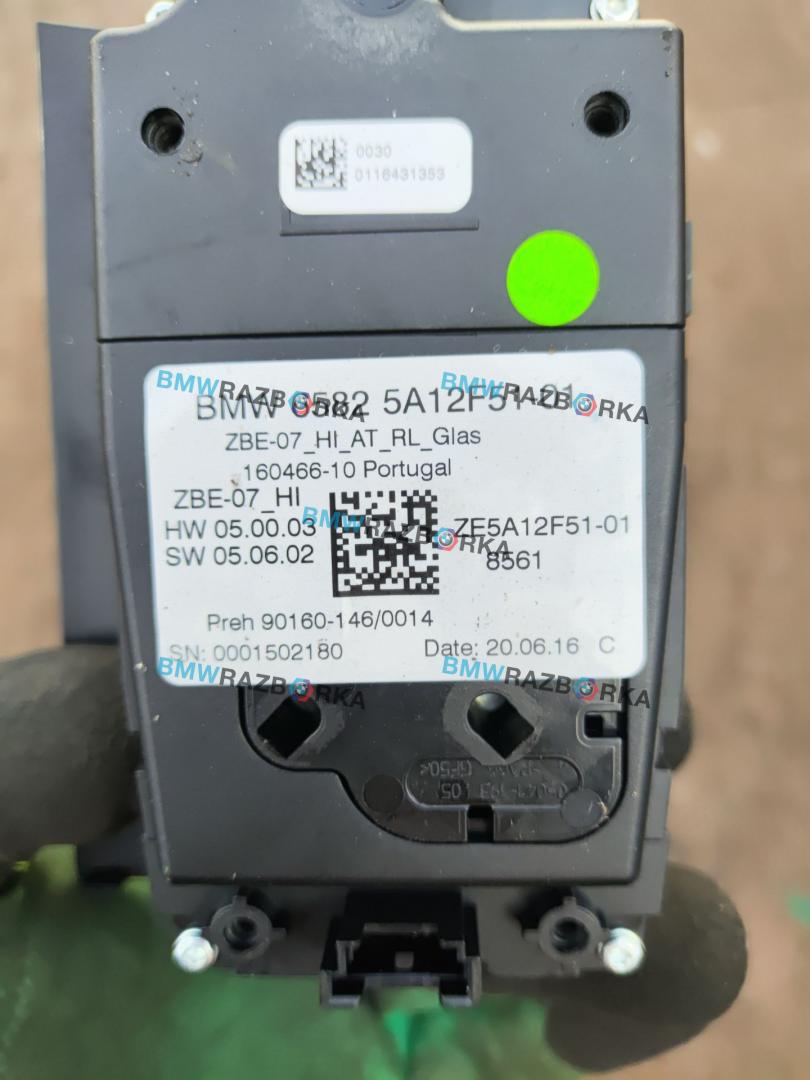 0030
0116431353
BMW 6582 5A12F51-01
ZBE-07_HI_AT_RL_Glas
160466-10 Portugal
ZBE-07_HI
HW 05.00.03
SW 05.06.02
ZE5A12F51-01
8561
Preh 90160-146/0014
SN: 0001502180
Date: 20.06.16 C
BMWRAZBORKA
BMWRAZBORKA
BMWRAZBORKA
BMWRAZBORKA
BMWRAZBORKA